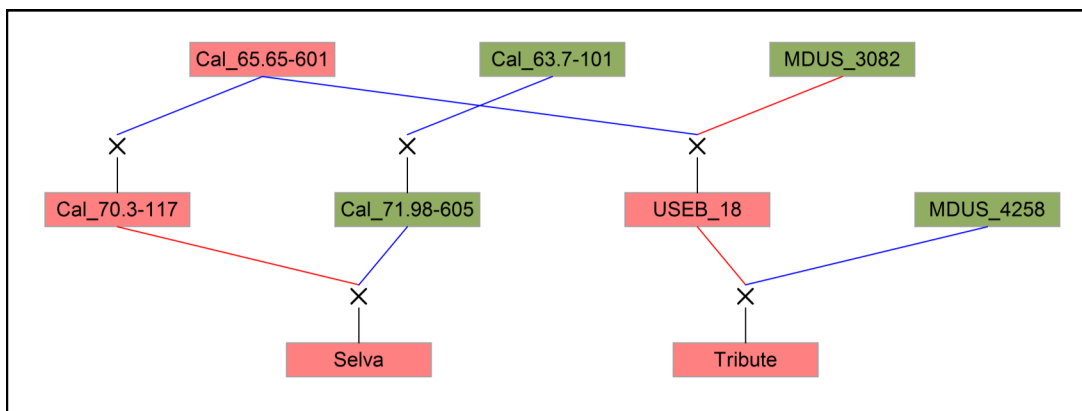 Cal_65.65-601
Cal_63.7-101
MDUS_3082
Cal_70.3-117
Cal_71.98-605
USEB_18
MDUS_4258
Selva
Tribute